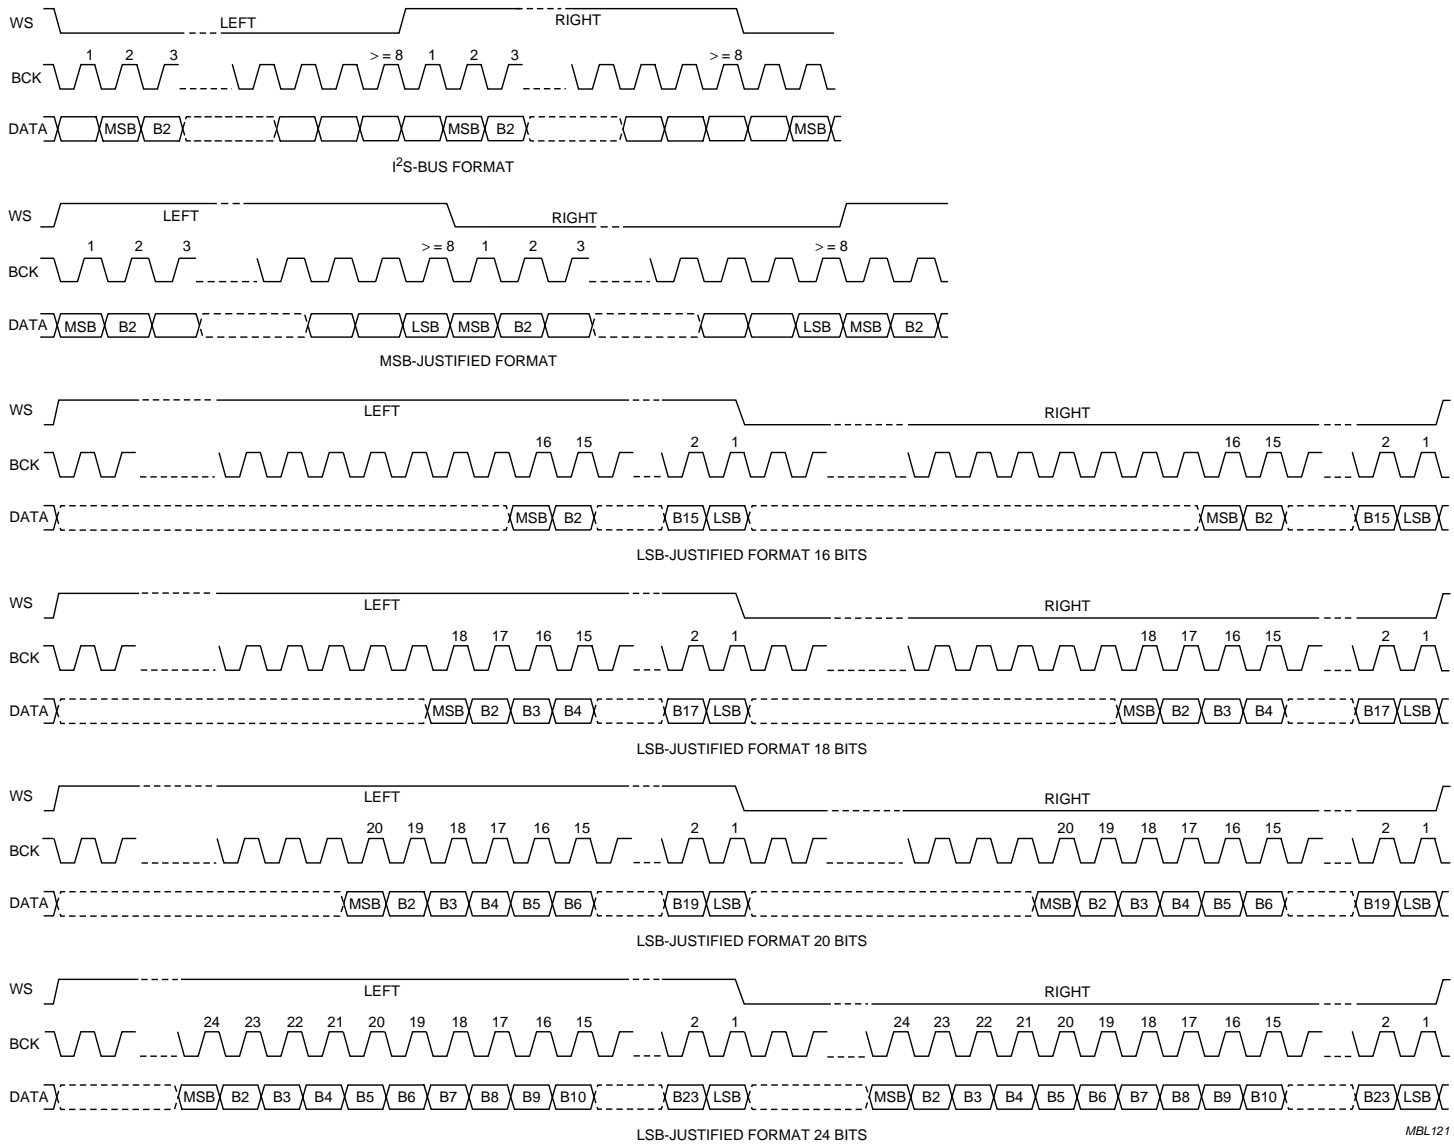 WS LEFT RIGHT
1 2 3 >=8 1 2 3 >=8
BCK
DATA MSB B2 MSB B2 MSB
I²S-BUS FORMAT
WS LEFT RIGHT
1 2 3 >=8 1 2 3 >=8
BCK
DATA MSB B2 LSB MSB B2 LSB MSB B2
MSB-JUSTIFIED FORMAT
WS LEFT RIGHT
16 15 2 1 16 15 2 1
BCK
DATA MSB B2 B15 LSB MSB B2 B15 LSB
LSB-JUSTIFIED FORMAT 16 BITS
WS LEFT RIGHT
18 17 16 15 2 1 18 17 16 15 2 1
BCK
DATA MSB B2 B3 B4 B17 LSB MSB B2 B3 B4 B17 LSB
LSB-JUSTIFIED FORMAT 18 BITS
WS LEFT RIGHT
20 19 18 17 16 15 2 1 20 19 18 17 16 15 2 1
BCK
DATA MSB B2 B3 B4 B5 B6 B19 LSB MSB B2 B3 B4 B5 B6 B19 LSB
LSB-JUSTIFIED FORMAT 20 BITS
WS LEFT RIGHT
24 23 22 21 20 19 18 17 16 15 2 1 24 23 22 21 20 19 18 17 16 15 2 1
BCK
DATA MSB B2 B3 B4 B5 B6 B7 B8 B9 B10 B23 LSB MSB B2 B3 B4 B5 B6 B7 B8 B9 B10 B23 LSB
LSB-JUSTIFIED FORMAT 24 BITS
MBL121